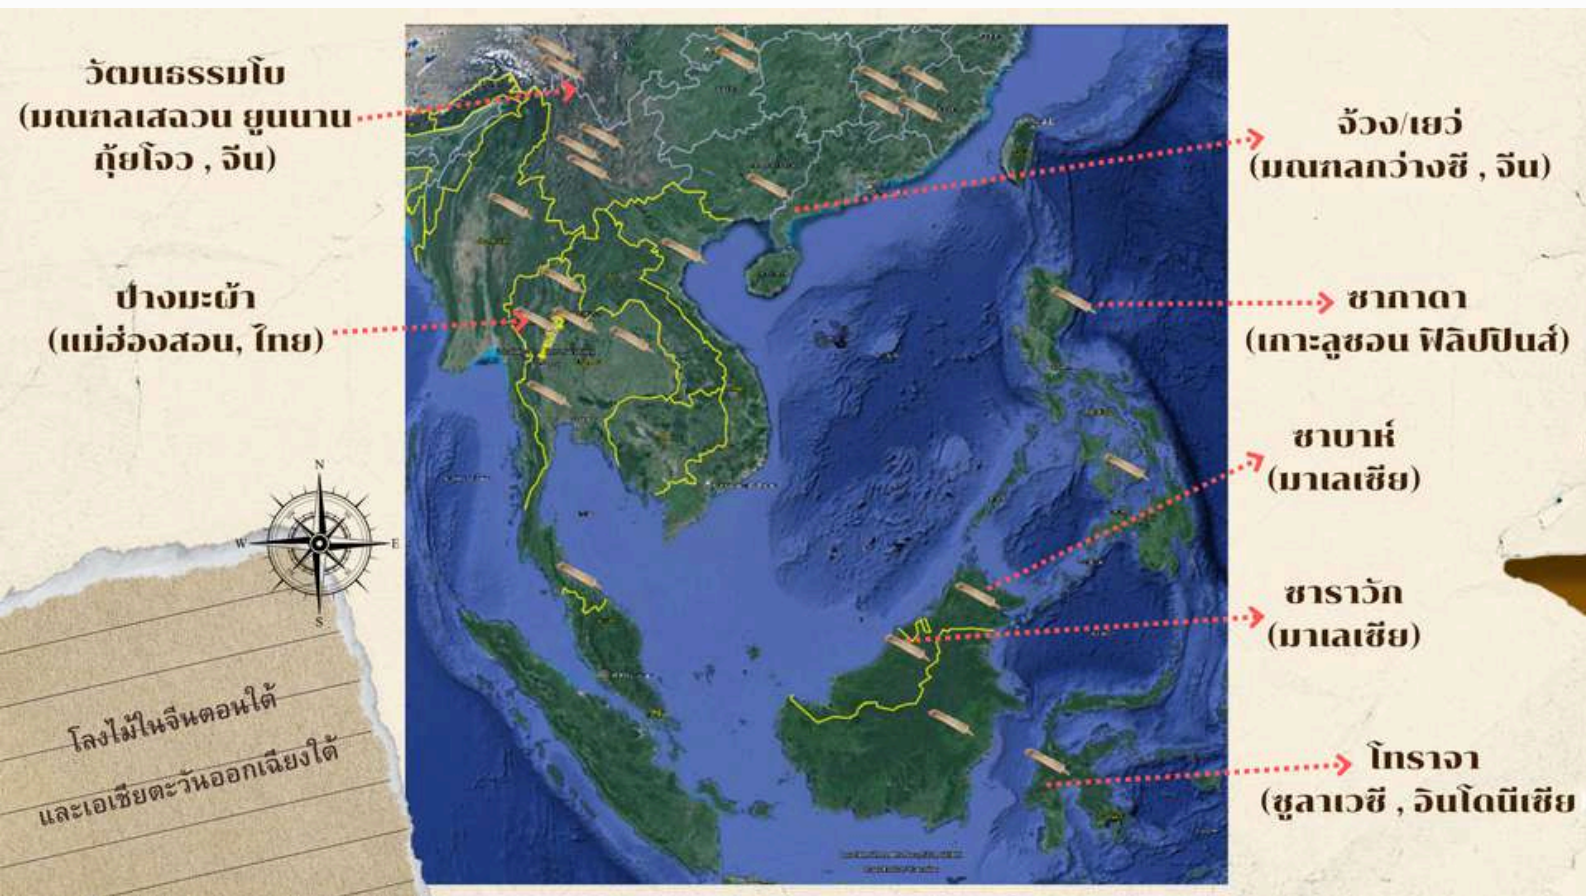 วัฒนธรรมโบ
(มณฑลเสฉวน ยูนนาน
กุ้ยโจว , จีน)
ปางมะผ้า
(แม่ฮ่องสอน, ไทย)
N
W
E
S
โลงไม้ในจีนตอนใต้
และเอเชียตะวันออกเฉียงใต้
จ้วง/เยว่
(มณฑลกว่างซี , จีน)
ซากาดา
(เกาะลูซอน ฟิลิปปินส์)
ซาบาห์
(มาเลเซีย)
ซาราวัก
(มาเลเซีย)
โทราจา
(ซูลาเวซี , อินโดนีเซีย